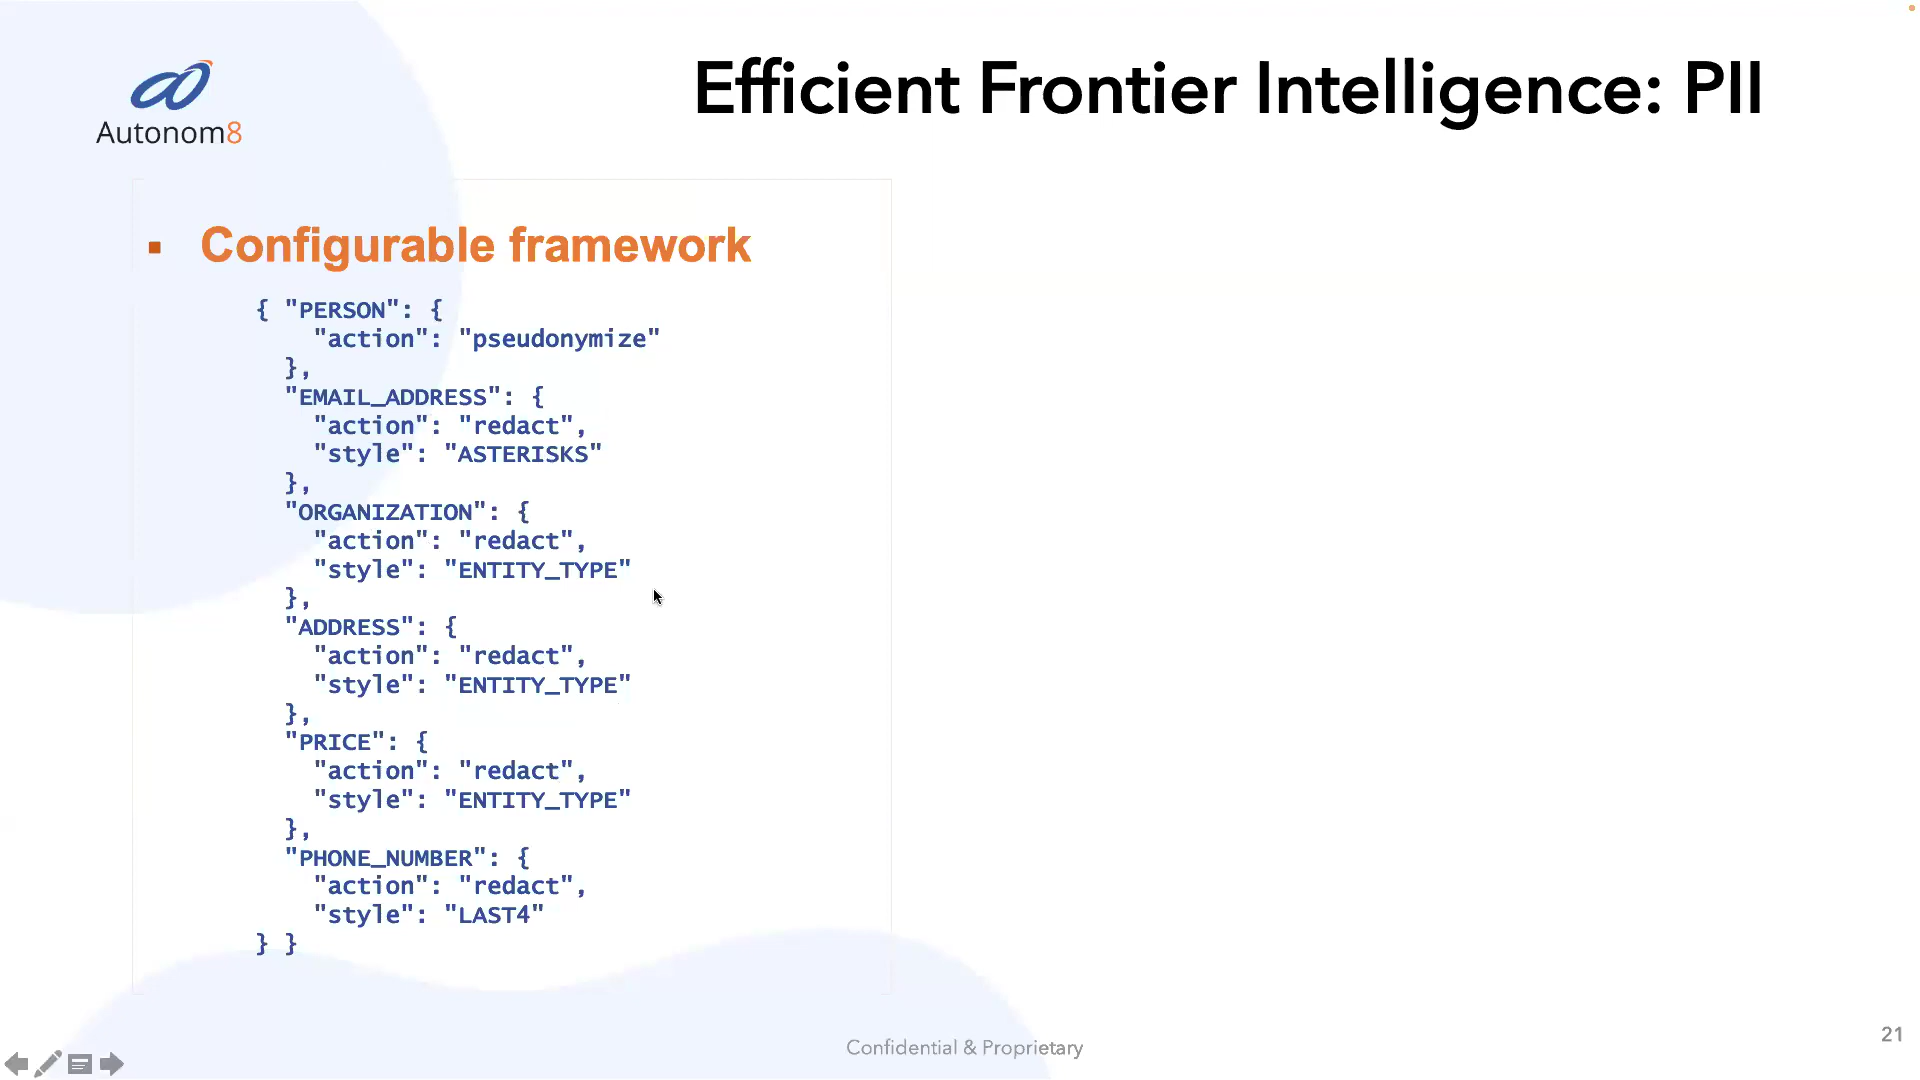 Autonom8
Efficient Frontier Intelligence: PII
▪ Configurable framework
{ "PERSON": {
"action": "pseudonymize"
},
"EMAIL_ADDRESS": {
"action": "redact",
"style": "ASTERISKS"
},
"ORGANIZATION": {
"action": "redact",
"style": "ENTITY_TYPE"
},
"ADDRESS": {
"action": "redact",
"style": "ENTITY_TYPE"
},
"PRICE": {
"action": "redact",
"style": "ENTITY_TYPE"
},
"PHONE_NUMBER": {
"action": "redact",
"style": "LAST4"
} }
Confidential & Proprietary
21